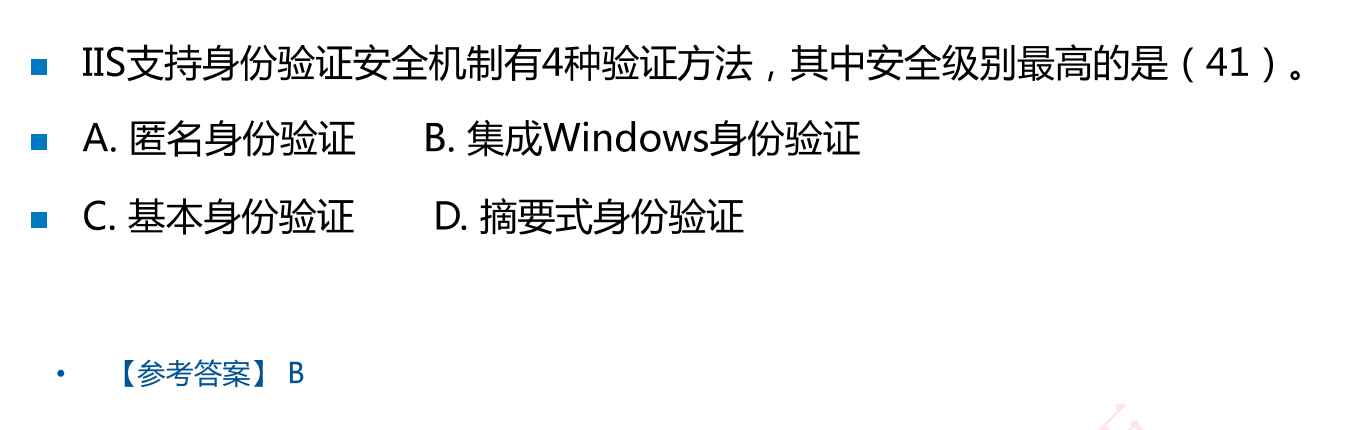 ■ IIS支持身份验证安全机制有4种验证方法，其中安全级别最高的是（41）。
■ A. 匿名身份验证 B. 集成Windows身份验证
■ C. 基本身份验证 D. 摘要式身份验证
• 【参考答案】 B